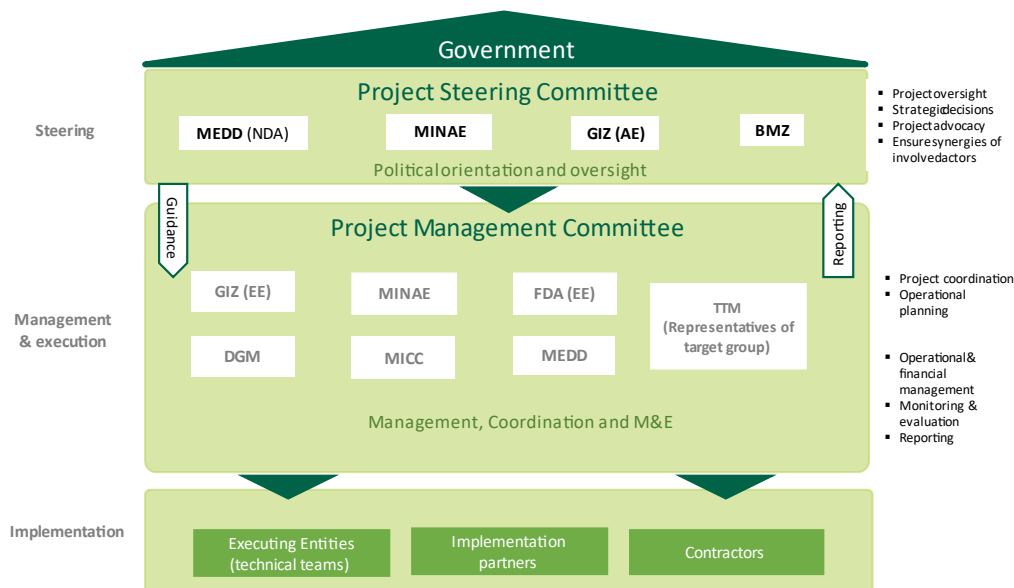 Government
Project Steering Committee
Steering
MEDD (NDA)
MINAE
GIZ (AE)
BMZ
Political orientation and oversight
▪ Project oversight
▪ Strategic decisions
▪ Project advocacy
▪ Ensure synergies of
involved actors
Guidance
Reporting
Project Management Committee
Management
& execution
GIZ (EE)
MINAE
FDA (EE)
TTM
(Representatives of
target group)
DGM
MICC
MEDD
Management, Coordination and M&E
▪ Project coordination
▪ Operational
planning
▪ Operational &
financial
management
▪ Monitoring &
evaluation
▪ Reporting
Implementation
Executing Entities
(technical teams)
Implementation
partners
Contractors